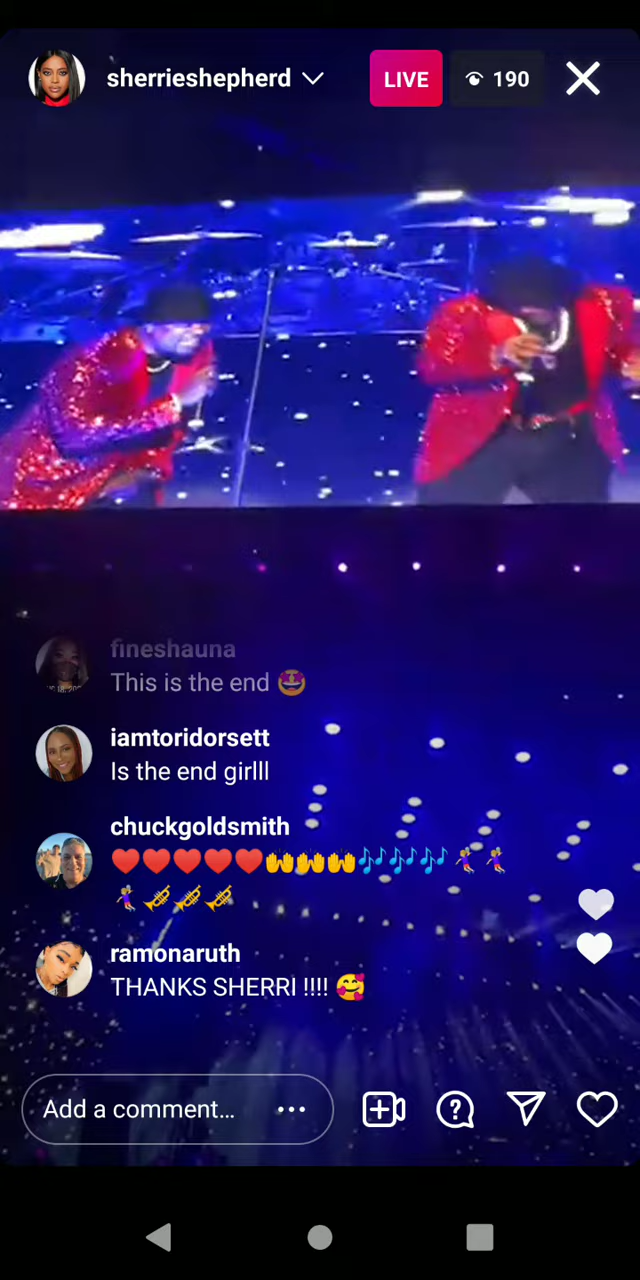 sherrieshepherd
LIVE
190
fineshauna
This is the end 🤩
iamtoridorsett
Is the end girlll
chuckgoldsmith
❤️❤️❤️❤️❤️🙌🙌🙌🎶🎶🎶💃💃
💃🎺🎺🎺
ramonaruth
THANKS SHERRI !!!! 🥰
Add a comment...